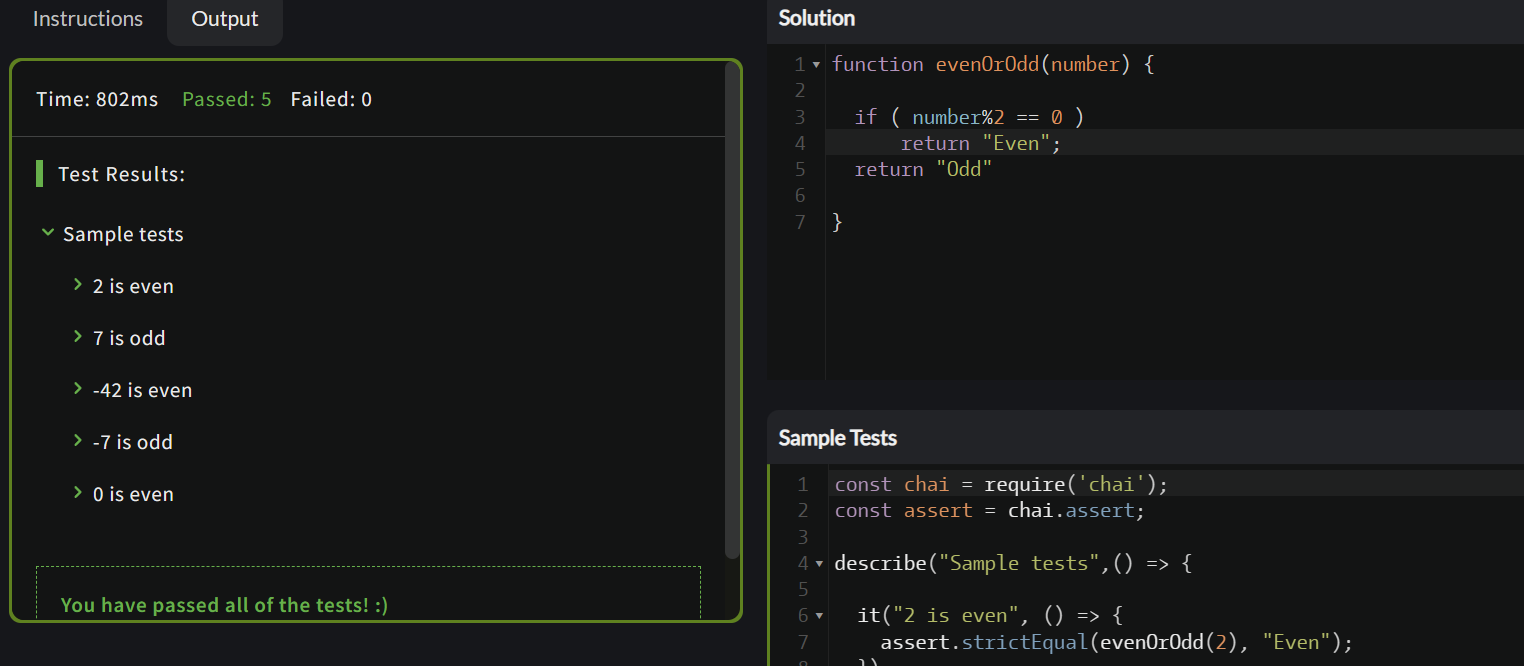 Instructions Output
Time: 802ms Passed: 5 Failed: 0
Test Results:
Sample tests
2 is even
7 is odd
-42 is even
-7 is odd
0 is even
You have passed all of the tests! :)
Solution
1 function evenOrOdd(number) {
2
3 if ( number%2 == 0 )
4 return "Even";
5 return "Odd"
6
7 }
Sample Tests
1 const chai = require('chai');
2 const assert = chai.assert;
3
4 describe("Sample tests",() => {
5
6 it("2 is even", () => {
7 assert.strictEqual(evenOrOdd(2), "Even");